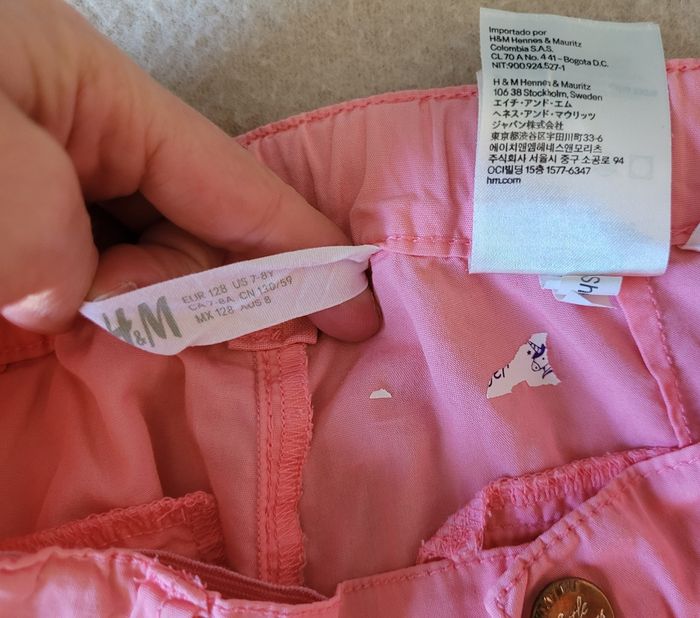 Importado por
H&M Hennes & Mauritz
Colombia S.A.S.
CL 70 A No. 4 41 – Bogota D.C.
NIT:900.924.527-1
H & M Hennes & Mauritz
106 38 Stockholm, Sweden
エイチ・アンド・エム
ヘネス・アンド・マウリッツ
ジャパン株式会社
東京都渋谷区宇田川町33-6
에이치앤엠헤네스앤모리츠
주식회사 서울시 중구 소공로 94
OCI빌딩 15층 1577-6347
hm.com
EUR 128 US 7-8Y
CA 7-8A CN 130/59
MX 128 AUS 8
H&M
sh